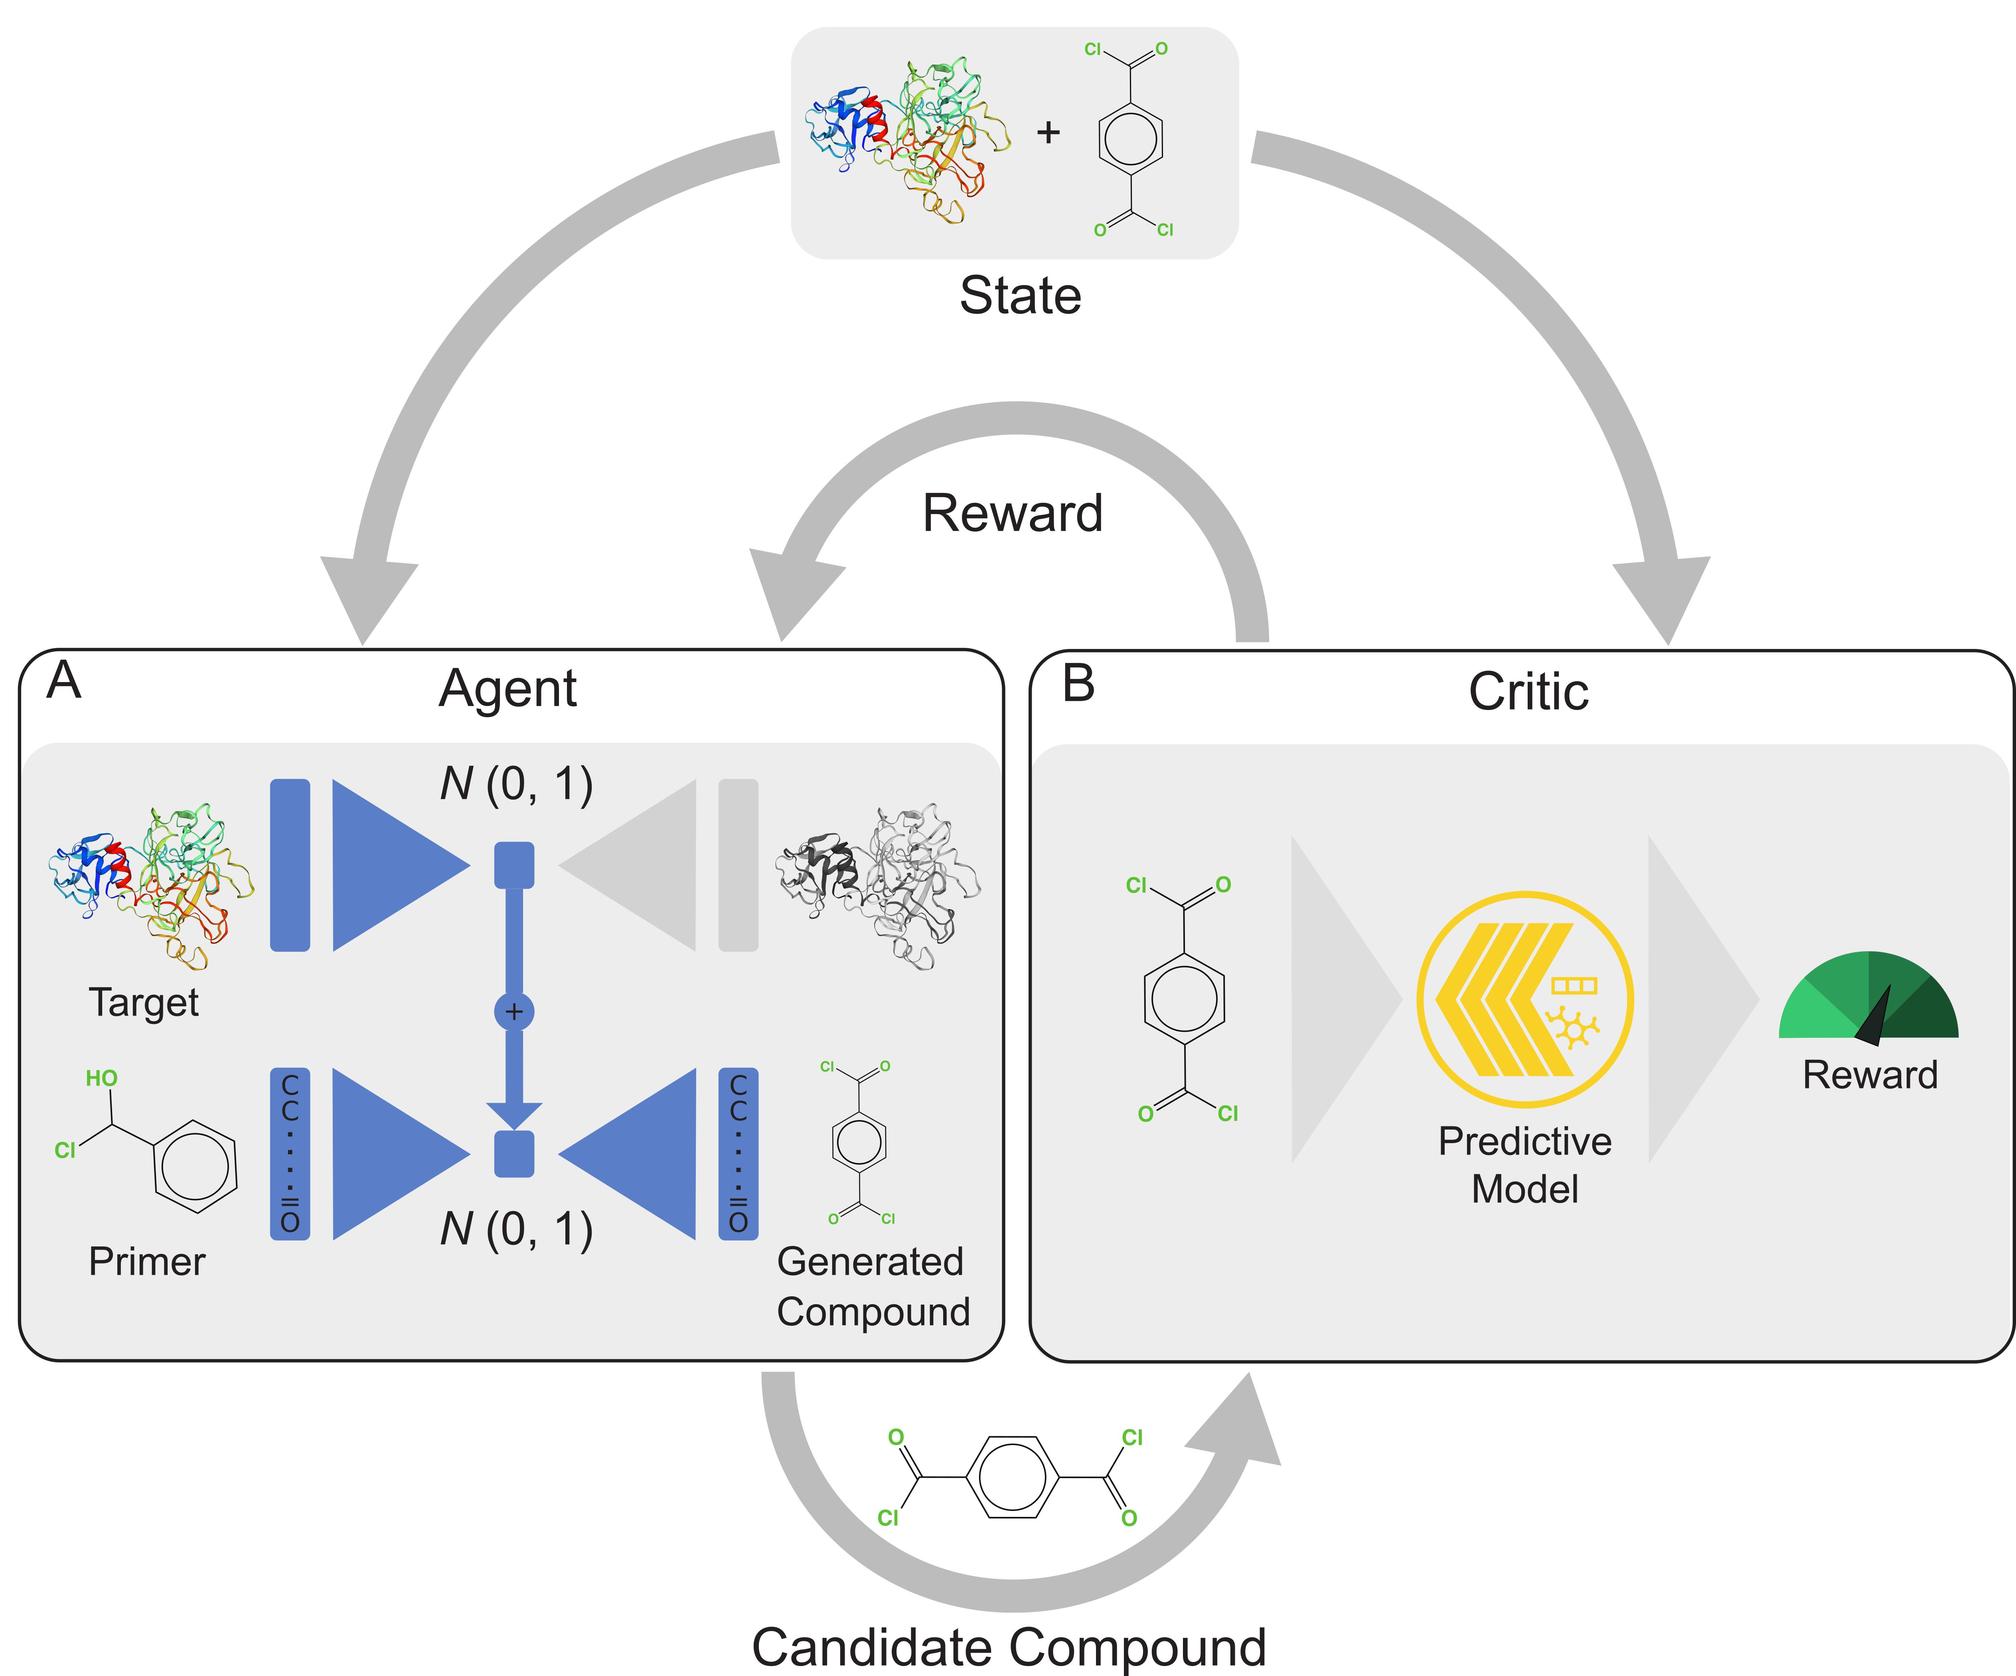 Cl O
+
O Cl
State
Reward
A
Agent
B
Critic
N (0, 1)
Target
+
HO
Cl
Primer
C
C
.
.
.
.
=
O
N (0, 1)
C
C
.
.
.
.
=
O
Cl O
O Cl
Generated
Compound
Cl O
O Cl
Predictive
Model
Reward
O Cl
Cl O
Candidate Compound